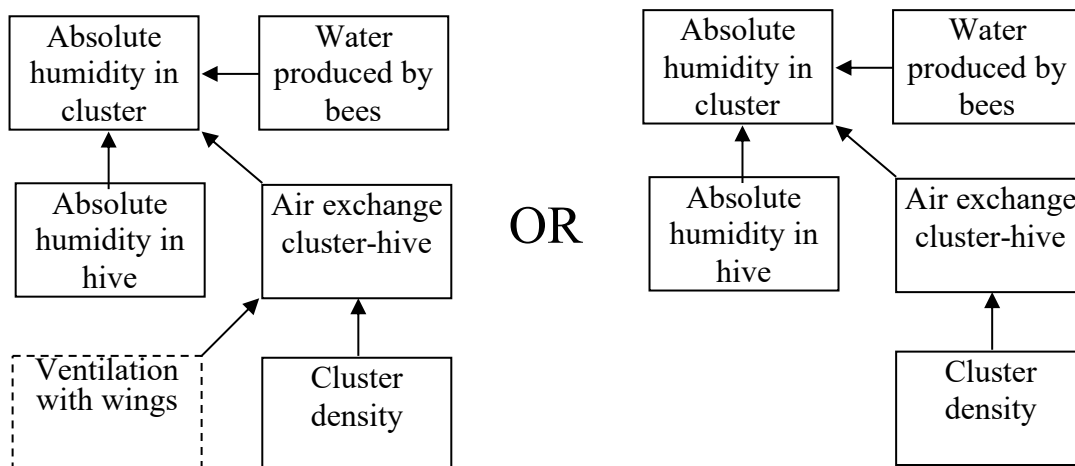 Absolute
humidity in
cluster
Water
produced by
bees
Absolute
humidity in
hive
Air exchange
cluster-hive
Ventilation
with wings
Cluster
density
OR
Absolute
humidity in
cluster
Water
produced by
bees
Absolute
humidity in
hive
Air exchange
cluster-hive
Cluster
density